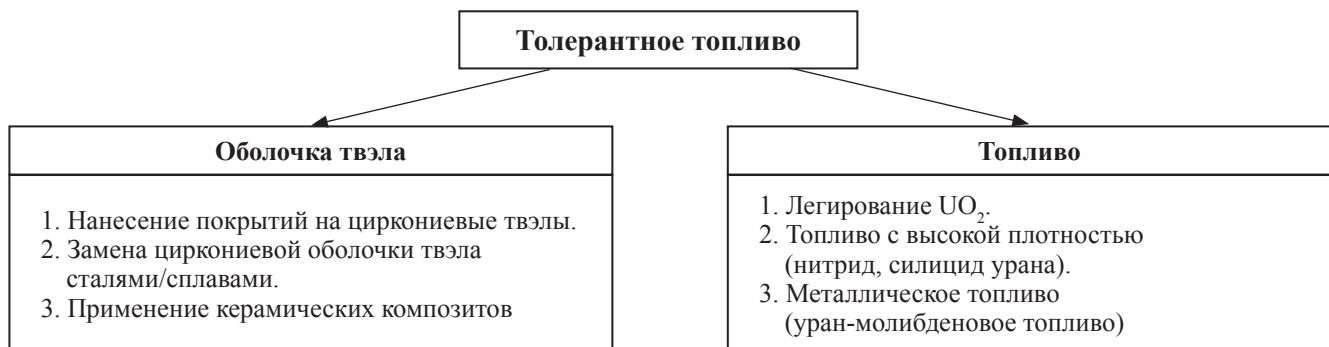 Толерантное топливо
Оболочка твэла
1. Нанесение покрытий на циркониевые твэлы.
2. Замена циркониевой оболочки твэла
сталями/сплавами.
3. Применение керамических композитов
Топливо
1. Легирование UO₂.
2. Топливо с высокой плотностью
(нитрид, силицид урана).
3. Металлическое топливо
(уран-молибденовое топливо)